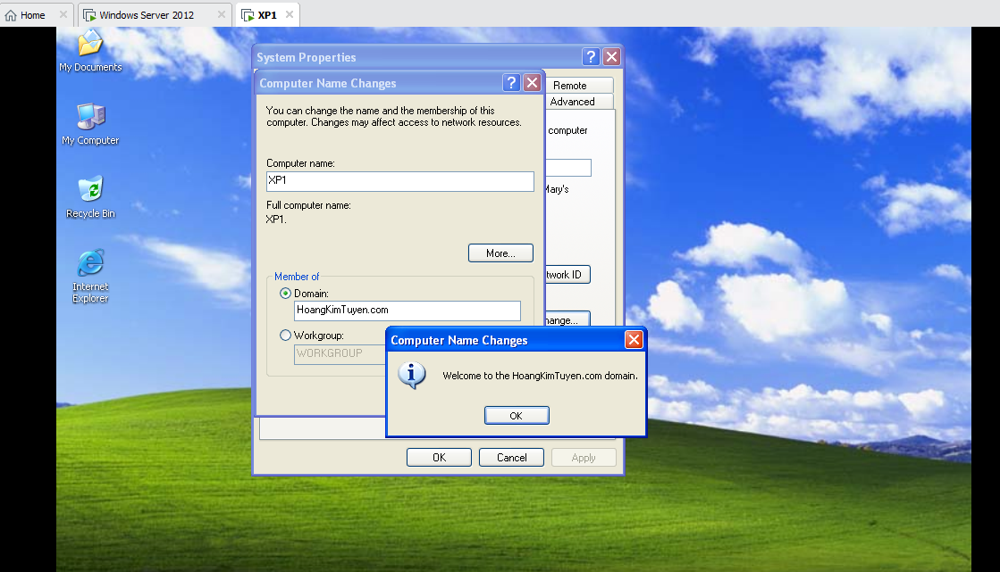 Home
Windows Server 2012
XP1
My Documents
My Computer
Recycle Bin
Internet
Explorer
System Properties
Remote
Advanced
computer
Mary's
twork ID
hange...
Computer Name Changes
You can change the name and the membership of this
computer. Changes may affect access to network resources.
Computer name:
XP1
Full computer name:
XP1.
More...
Member of
Domain:
HoangKimTuyen.com
Workgroup:
WORKGROUP
Computer Name Changes
Welcome to the HoangKimTuyen.com domain.
OK
OK
Cancel
Apply